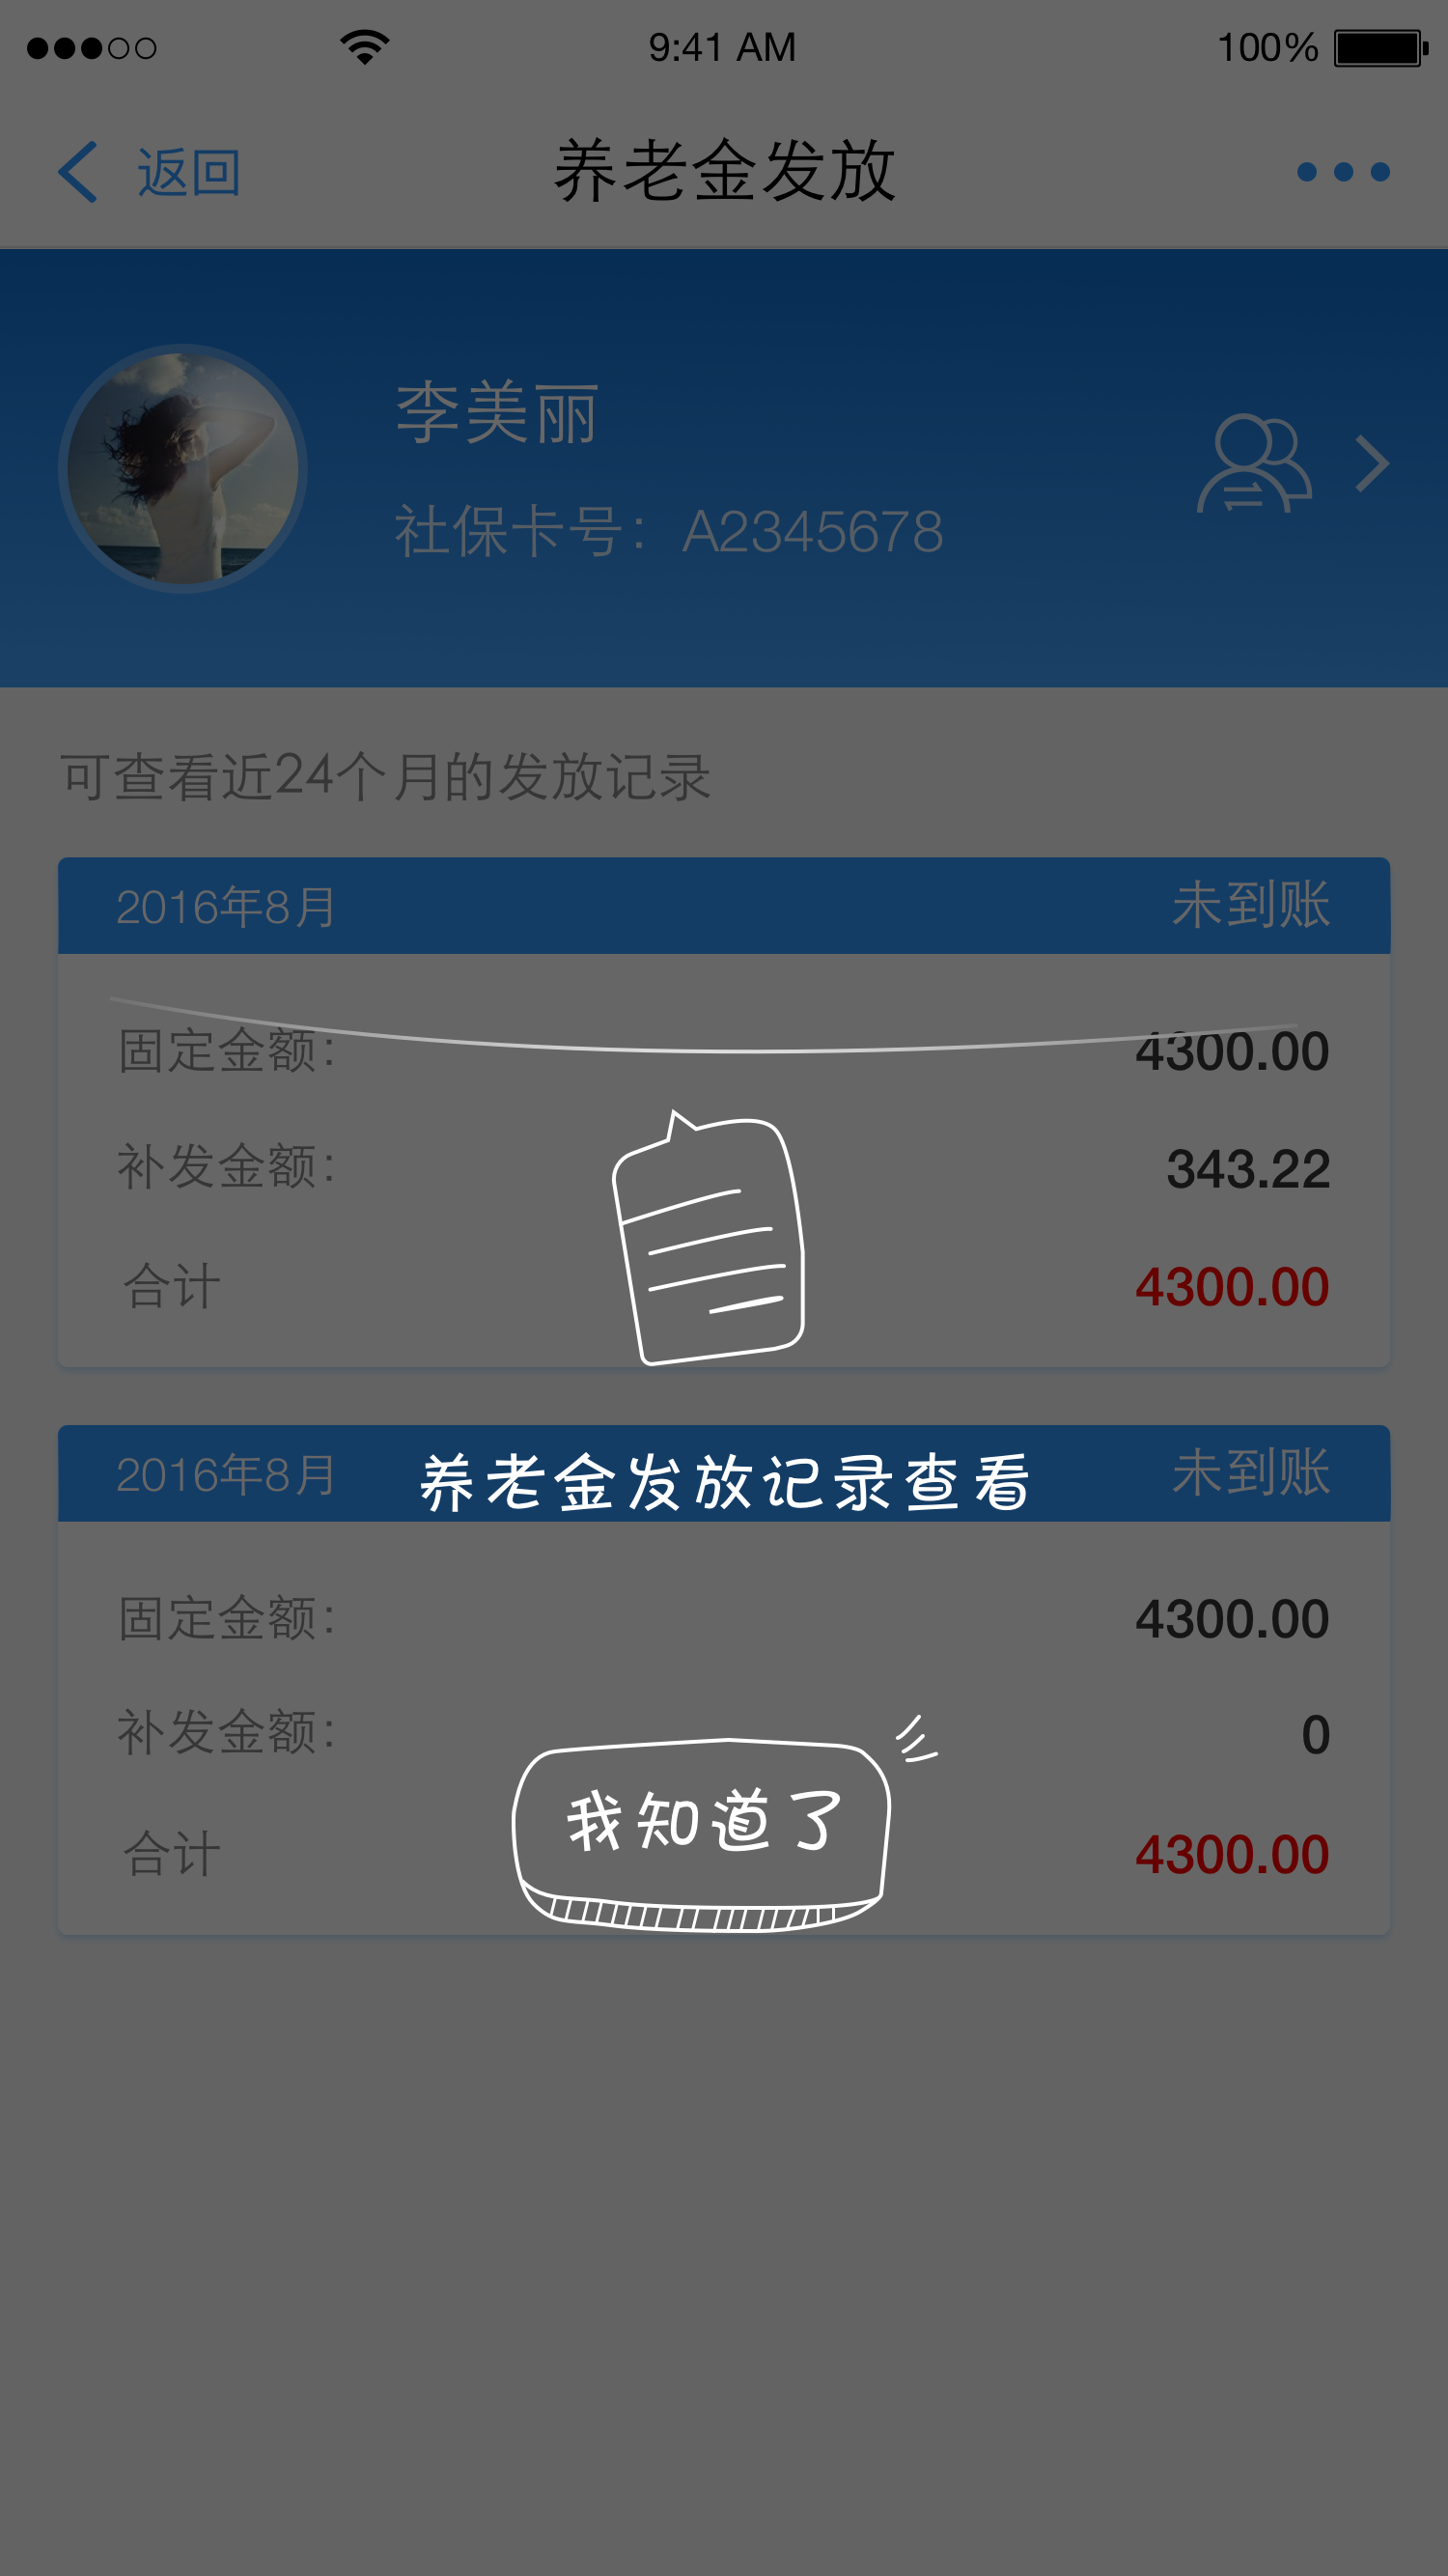 9:41 AM 100%
返回 养老金发放
李美丽
社保卡号：A2345678
可查看近24个月的发放记录
2016年8月 未到账
固定金额： 4300.00
补发金额： 343.22
合计 4300.00
2016年8月 养老金发放记录查看 未到账
固定金额： 4300.00
补发金额： 0
我知道了
合计 4300.00